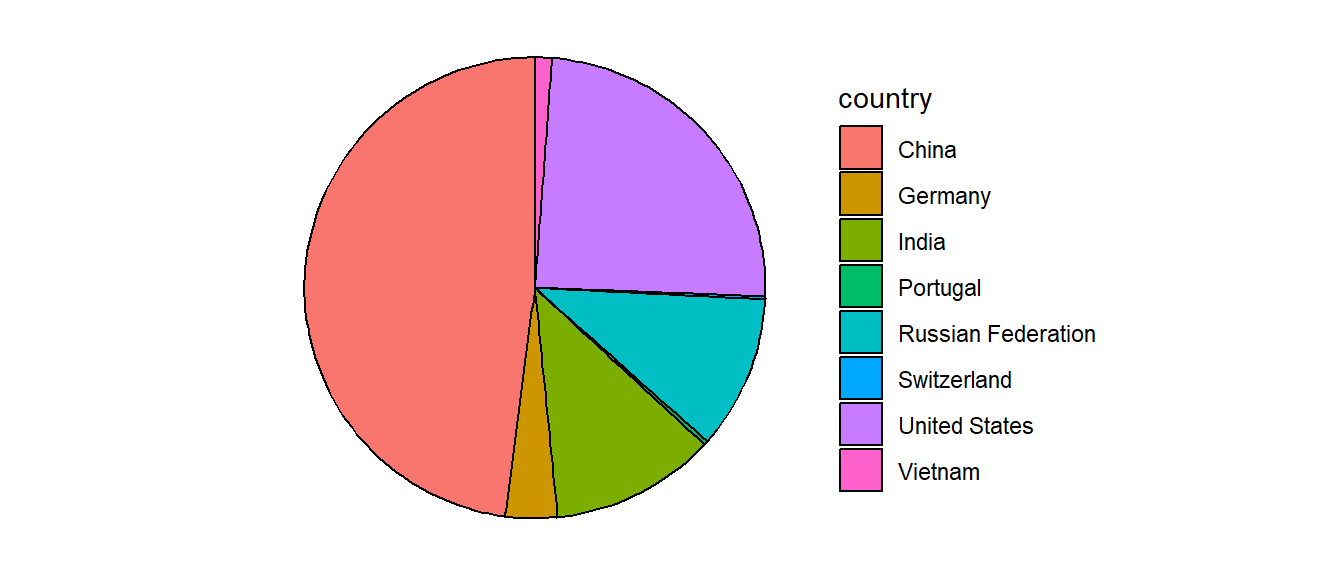 country
China
Germany
India
Portugal
Russian Federation
Switzerland
United States
Vietnam